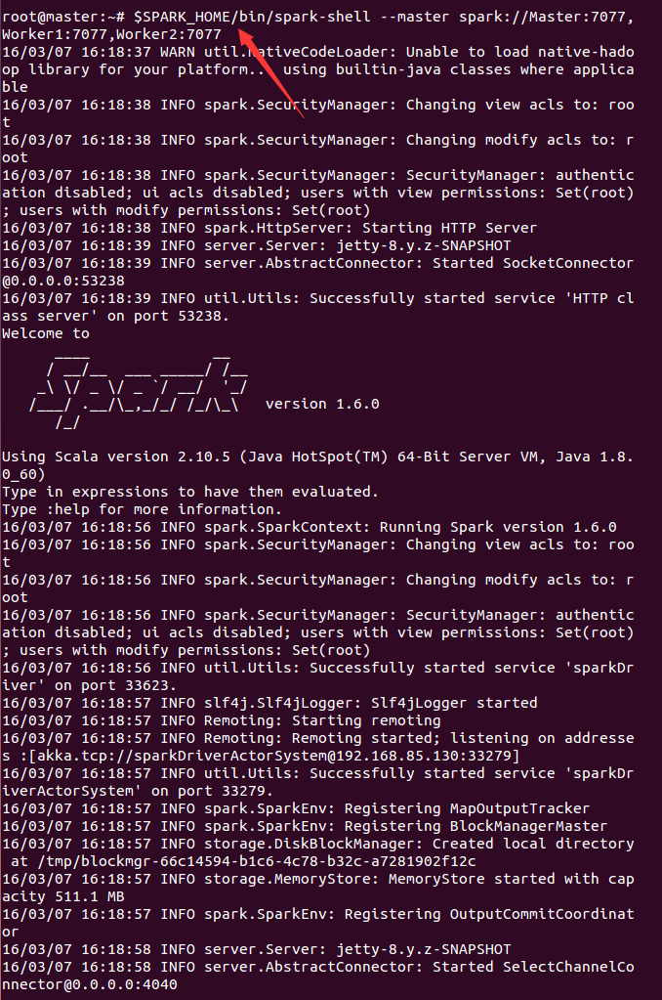 root@master:~# $SPARK_HOME/bin/spark-shell --master spark://Master:7077,
Worker1:7077,Worker2:7077
16/03/07 16:18:37 WARN util.NativeCodeLoader: Unable to load native-hado
op library for your platform... using builtin-java classes where applica
ble
16/03/07 16:18:38 INFO spark.SecurityManager: Changing view acls to: roo
t
16/03/07 16:18:38 INFO spark.SecurityManager: Changing modify acls to: r
oot
16/03/07 16:18:38 INFO spark.SecurityManager: SecurityManager: authentic
ation disabled; ui acls disabled; users with view permissions: Set(root)
; users with modify permissions: Set(root)
16/03/07 16:18:38 INFO spark.HttpServer: Starting HTTP Server
16/03/07 16:18:39 INFO server.Server: jetty-8.y.z-SNAPSHOT
16/03/07 16:18:39 INFO server.AbstractConnector: Started SocketConnector
@0.0.0.0:53238
16/03/07 16:18:39 INFO util.Utils: Successfully started service 'HTTP cl
ass server' on port 53238.
Welcome to
      ____              __
     / __/__  ___ _____/ /__
    _\ \/ _ \/ _ `/ __/  '_/
   /___/ .__/\_,_/_/ /_/\_\   version 1.6.0
      /_/
Using Scala version 2.10.5 (Java HotSpot(TM) 64-Bit Server VM, Java 1.8.
0_60)
Type in expressions to have them evaluated.
Type :help for more information.
16/03/07 16:18:56 INFO spark.SparkContext: Running Spark version 1.6.0
16/03/07 16:18:56 INFO spark.SecurityManager: Changing view acls to: roo
t
16/03/07 16:18:56 INFO spark.SecurityManager: Changing modify acls to: r
oot
16/03/07 16:18:56 INFO spark.SecurityManager: SecurityManager: authentic
ation disabled; ui acls disabled; users with view permissions: Set(root)
; users with modify permissions: Set(root)
16/03/07 16:18:56 INFO util.Utils: Successfully started service 'sparkDr
iver' on port 33623.
16/03/07 16:18:57 INFO slf4j.Slf4jLogger: Slf4jLogger started
16/03/07 16:18:57 INFO Remoting: Starting remoting
16/03/07 16:18:57 INFO Remoting: Remoting started; listening on addresse
s :[akka.tcp://sparkDriverActorSystem@192.168.85.130:33279]
16/03/07 16:18:57 INFO util.Utils: Successfully started service 'sparkDr
iverActorSystem' on port 33279.
16/03/07 16:18:57 INFO spark.SparkEnv: Registering MapOutputTracker
16/03/07 16:18:57 INFO spark.SparkEnv: Registering BlockManagerMaster
16/03/07 16:18:57 INFO storage.DiskBlockManager: Created local directory
 at /tmp/blockmgr-66c14594-b1c6-4c78-b32c-a7281902f12c
16/03/07 16:18:57 INFO storage.MemoryStore: MemoryStore started with cap
acity 511.1 MB
16/03/07 16:18:57 INFO spark.SparkEnv: Registering OutputCommitCoordinat
or
16/03/07 16:18:58 INFO server.Server: jetty-8.y.z-SNAPSHOT
16/03/07 16:18:58 INFO server.AbstractConnector: Started SelectChannelCo
nnector@0.0.0.0:4040